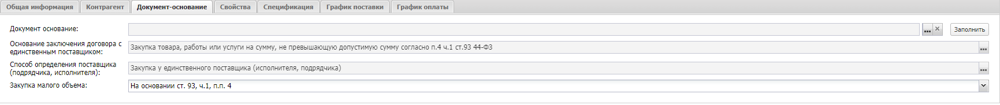 Общая информация Контрагент Документ-основание Свойства Спецификация График поставки График оплаты
Документ основание: ... × Заполнить
Основание заключения договора с
единственным поставщиком:
Закупка товара, работы или услуги на сумму, не превышающую допустимую сумму согласно п.4 ч.1 ст.93 44-ФЗ ...
Способ определения поставщика
(подрядчика, исполнителя):
Закупка у единственного поставщика (исполнителя, подрядчика) ...
Закупка малого объема: На основании ст. 93, ч.1, п.п. 4